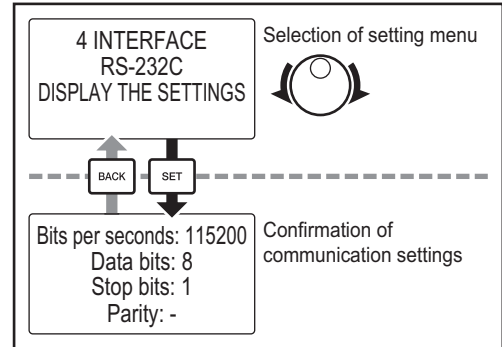 4 INTERFACE
RS-232C
DISPLAY THE SETTINGS
Selection of setting menu
BACK
SET
Bits per seconds: 115200
Data bits: 8
Stop bits: 1
Parity: -
Confirmation of
communication settings